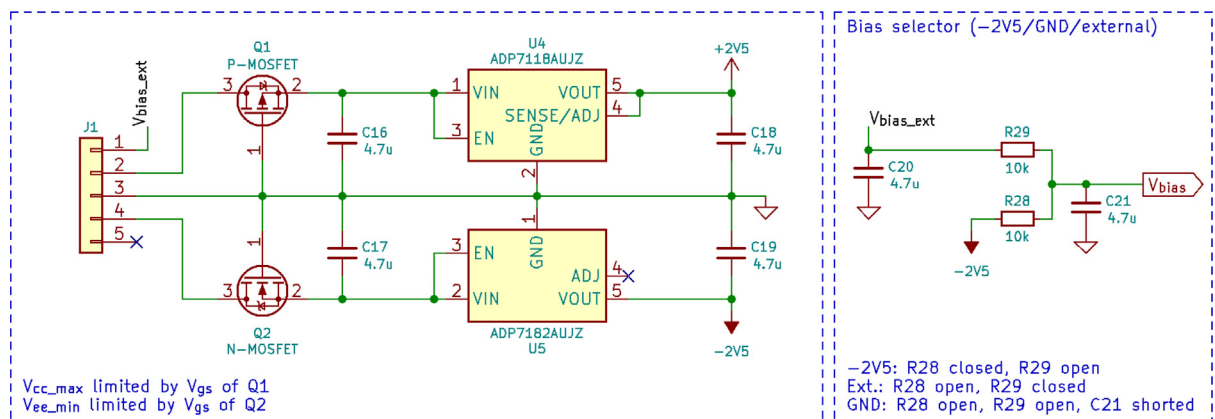 Bias selector (-2V5/GND/external)
Q1
P-MOSFET
U4
ADP7118AUJZ
+2V5
Vbias_ext
J1
1
2
3
4
5
3
2
1
C16
4.7u
1
VIN
3
EN
VOUT
5
SENSE/ADJ
4
GND
2
C18
4.7u
1
3
2
Q2
N-MOSFET
C17
4.7u
3
EN
2
VIN
1
GND
ADJ
4
VOUT
5
ADP7182AUJZ
U5
C19
4.7u
-2V5
Vcc_max limited by Vgs of Q1
Vee_min limited by Vgs of Q2
Vbias_ext
C20
4.7u
R29
10k
R28
10k
-2V5
C21
4.7u
Vbias
-2V5: R28 closed, R29 open
Ext.: R28 open, R29 closed
GND: R28 open, R29 open, C21 shorted